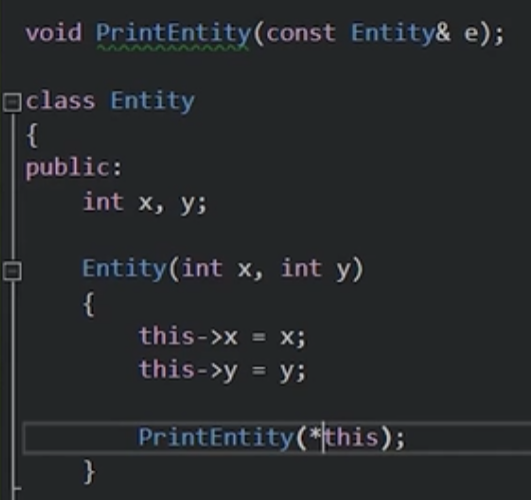 void PrintEntity(const Entity& e);
class Entity
{
public:
    int x, y;
    Entity(int x, int y)
    {
        this->x = x;
        this->y = y;
        PrintEntity(*this);
    }